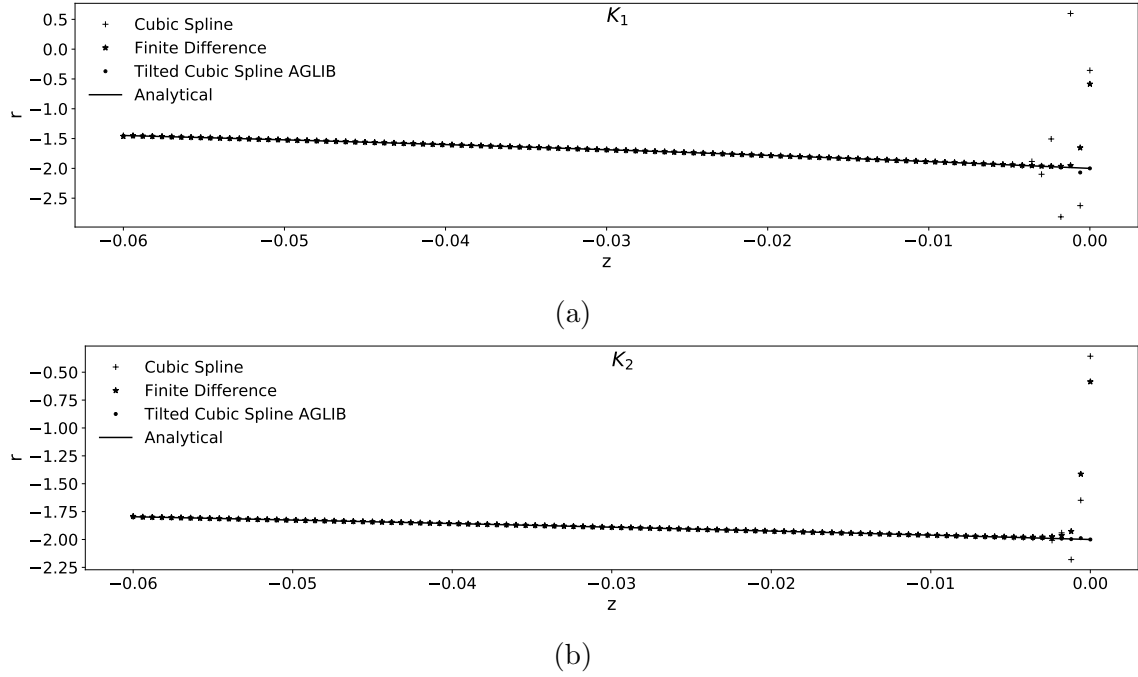 K₁
0.5
0.0
−0.5
−1.0
−1.5
−2.0
−2.5
r
+ Cubic Spline
★ Finite Difference
• Tilted Cubic Spline AGLIB
— Analytical
−0.06 −0.05 −0.04 −0.03 −0.02 −0.01 0.00
z
(a)
K₂
−0.50
−0.75
−1.00
−1.25
−1.50
−1.75
−2.00
−2.25
r
+ Cubic Spline
★ Finite Difference
• Tilted Cubic Spline AGLIB
— Analytical
−0.06 −0.05 −0.04 −0.03 −0.02 −0.01 0.00
z
(b)